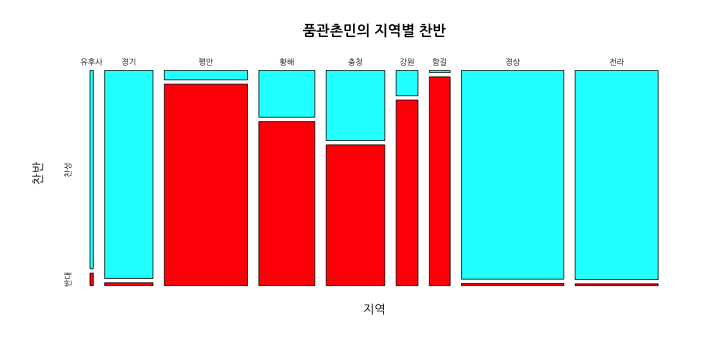 품관촌민의 지역별 찬반
유후사 경기 평안 황해 충청 강원 함길 경상 전라
찬반
찬성
반대
지역